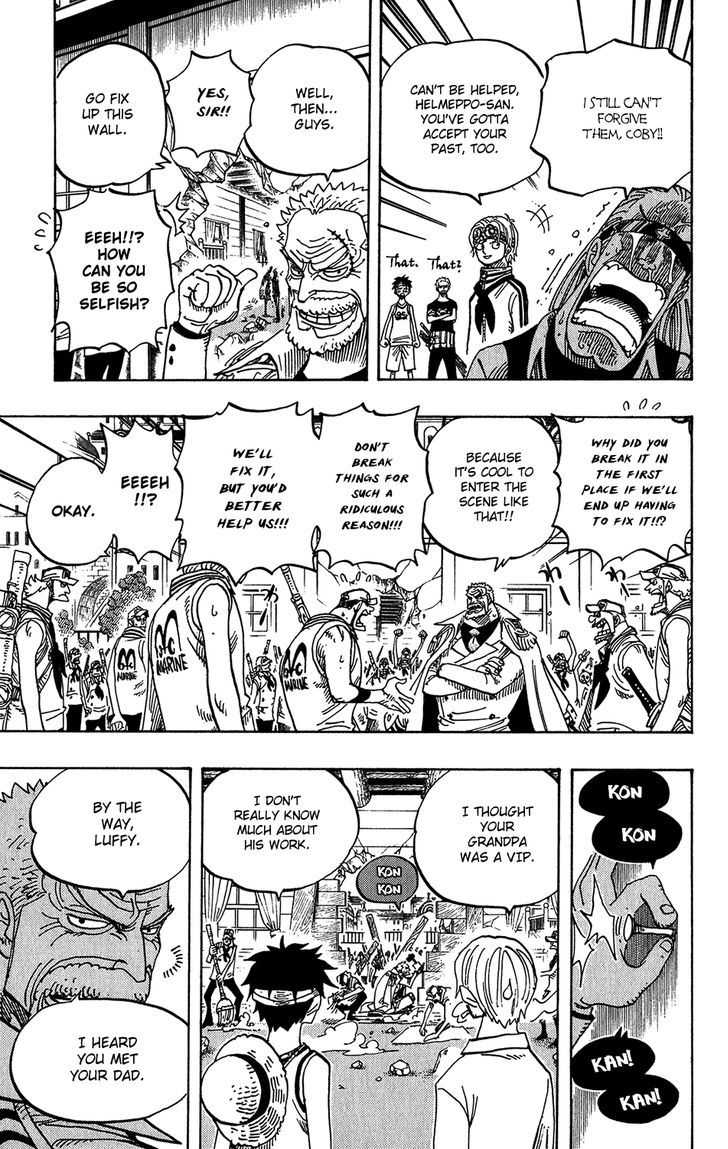 I STILL CAN'T
FORGIVE
THEM, COBY!!
CAN'T BE HELPED,
HELMEPPO-SAN.
YOU'VE GOTTA
ACCEPT YOUR
PAST, TOO.
That.
That?
WELL,
THEN...
GUYS.
YES,
SIR!!
GO FIX
UP THIS
WALL.
EEEH!!?
HOW
CAN YOU
BE SO
SELFISH?
WHY DID YOU
BREAK IT IN
THE FIRST
PLACE IF WE'LL
END UP HAVING
TO FIX IT!!?
BECAUSE
IT'S COOL TO
ENTER THE
SCENE LIKE
THAT!!
DON'T
BREAK
THINGS FOR
SUCH A
RIDICULOUS
REASON!!!
WE'LL
FIX IT,
BUT YOU'D
BETTER
HELP US!!!
EEEEH
!!?
OKAY.
MARINE
MARINE
MARINE
KON
KON
KAN!
KAN!
I THOUGHT
YOUR
GRANDPA
WAS A VIP.
I DON'T
REALLY KNOW
MUCH ABOUT
HIS WORK.
KON
KON
BY THE
WAY,
LUFFY.
I HEARD
YOU MET
YOUR DAD.